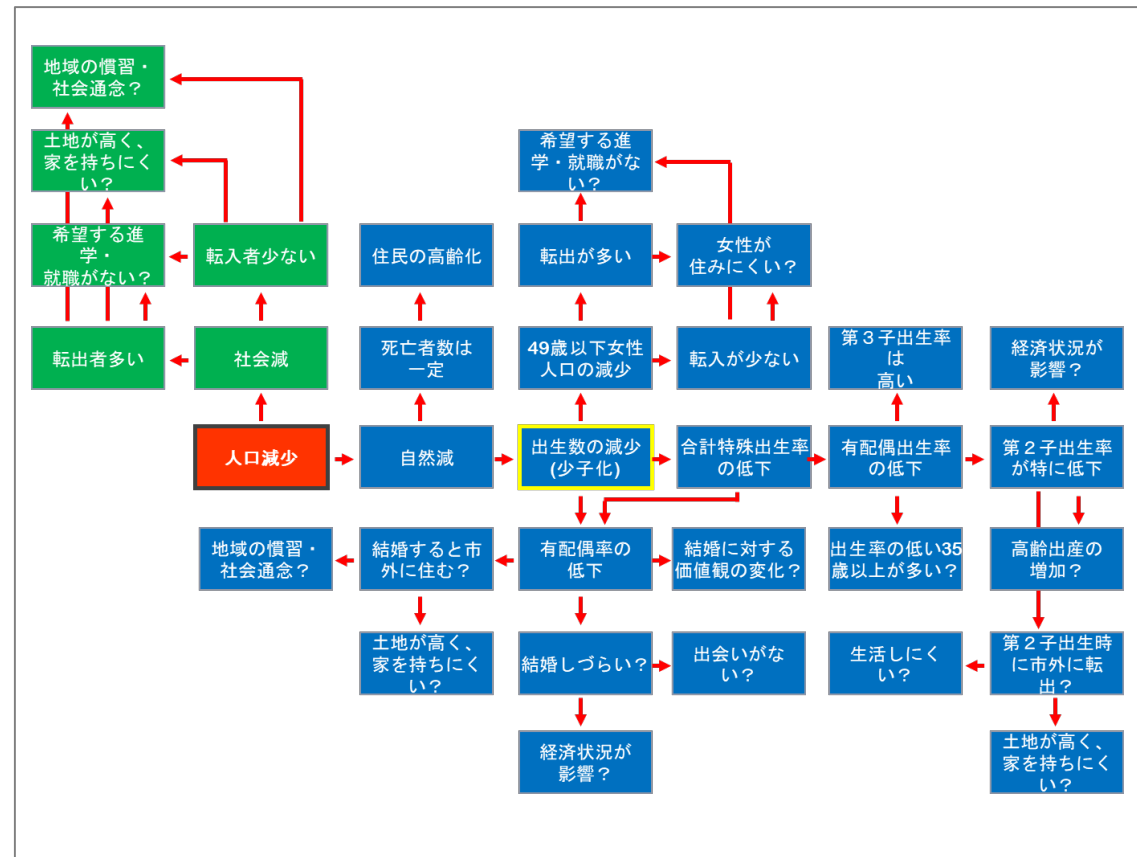 地域の慣習・
社会通念？
土地が高く、
家を持ちにく
い？
希望する進
学・就職がな
い？
希望する進
学・
就職がない？
転入者少ない
住民の高齢化
転出が多い
女性が
住みにくい？
転出者多い
社会減
死亡者数は
一定
49歳以下女性
人口の減少
転入が少ない
第３子出生率
は
高い
経済状況が
影響？
人口減少
自然減
出生数の減少
(少子化)
合計特殊出生率
の低下
有配偶出生率
の低下
第２子出生率
が特に低下
地域の慣習・
社会通念？
結婚すると市
外に住む？
有配偶率の
低下
結婚に対する
価値観の変化？
出生率の低い35
歳以上が多い？
高齢出産の
増加？
土地が高く、
家を持ちにく
い？
結婚しづらい？
出会いがな
い？
生活しにく
い？
第２子出生時
に市外に転
出？
経済状況が
影響？
土地が高く、
家を持ちにく
い？